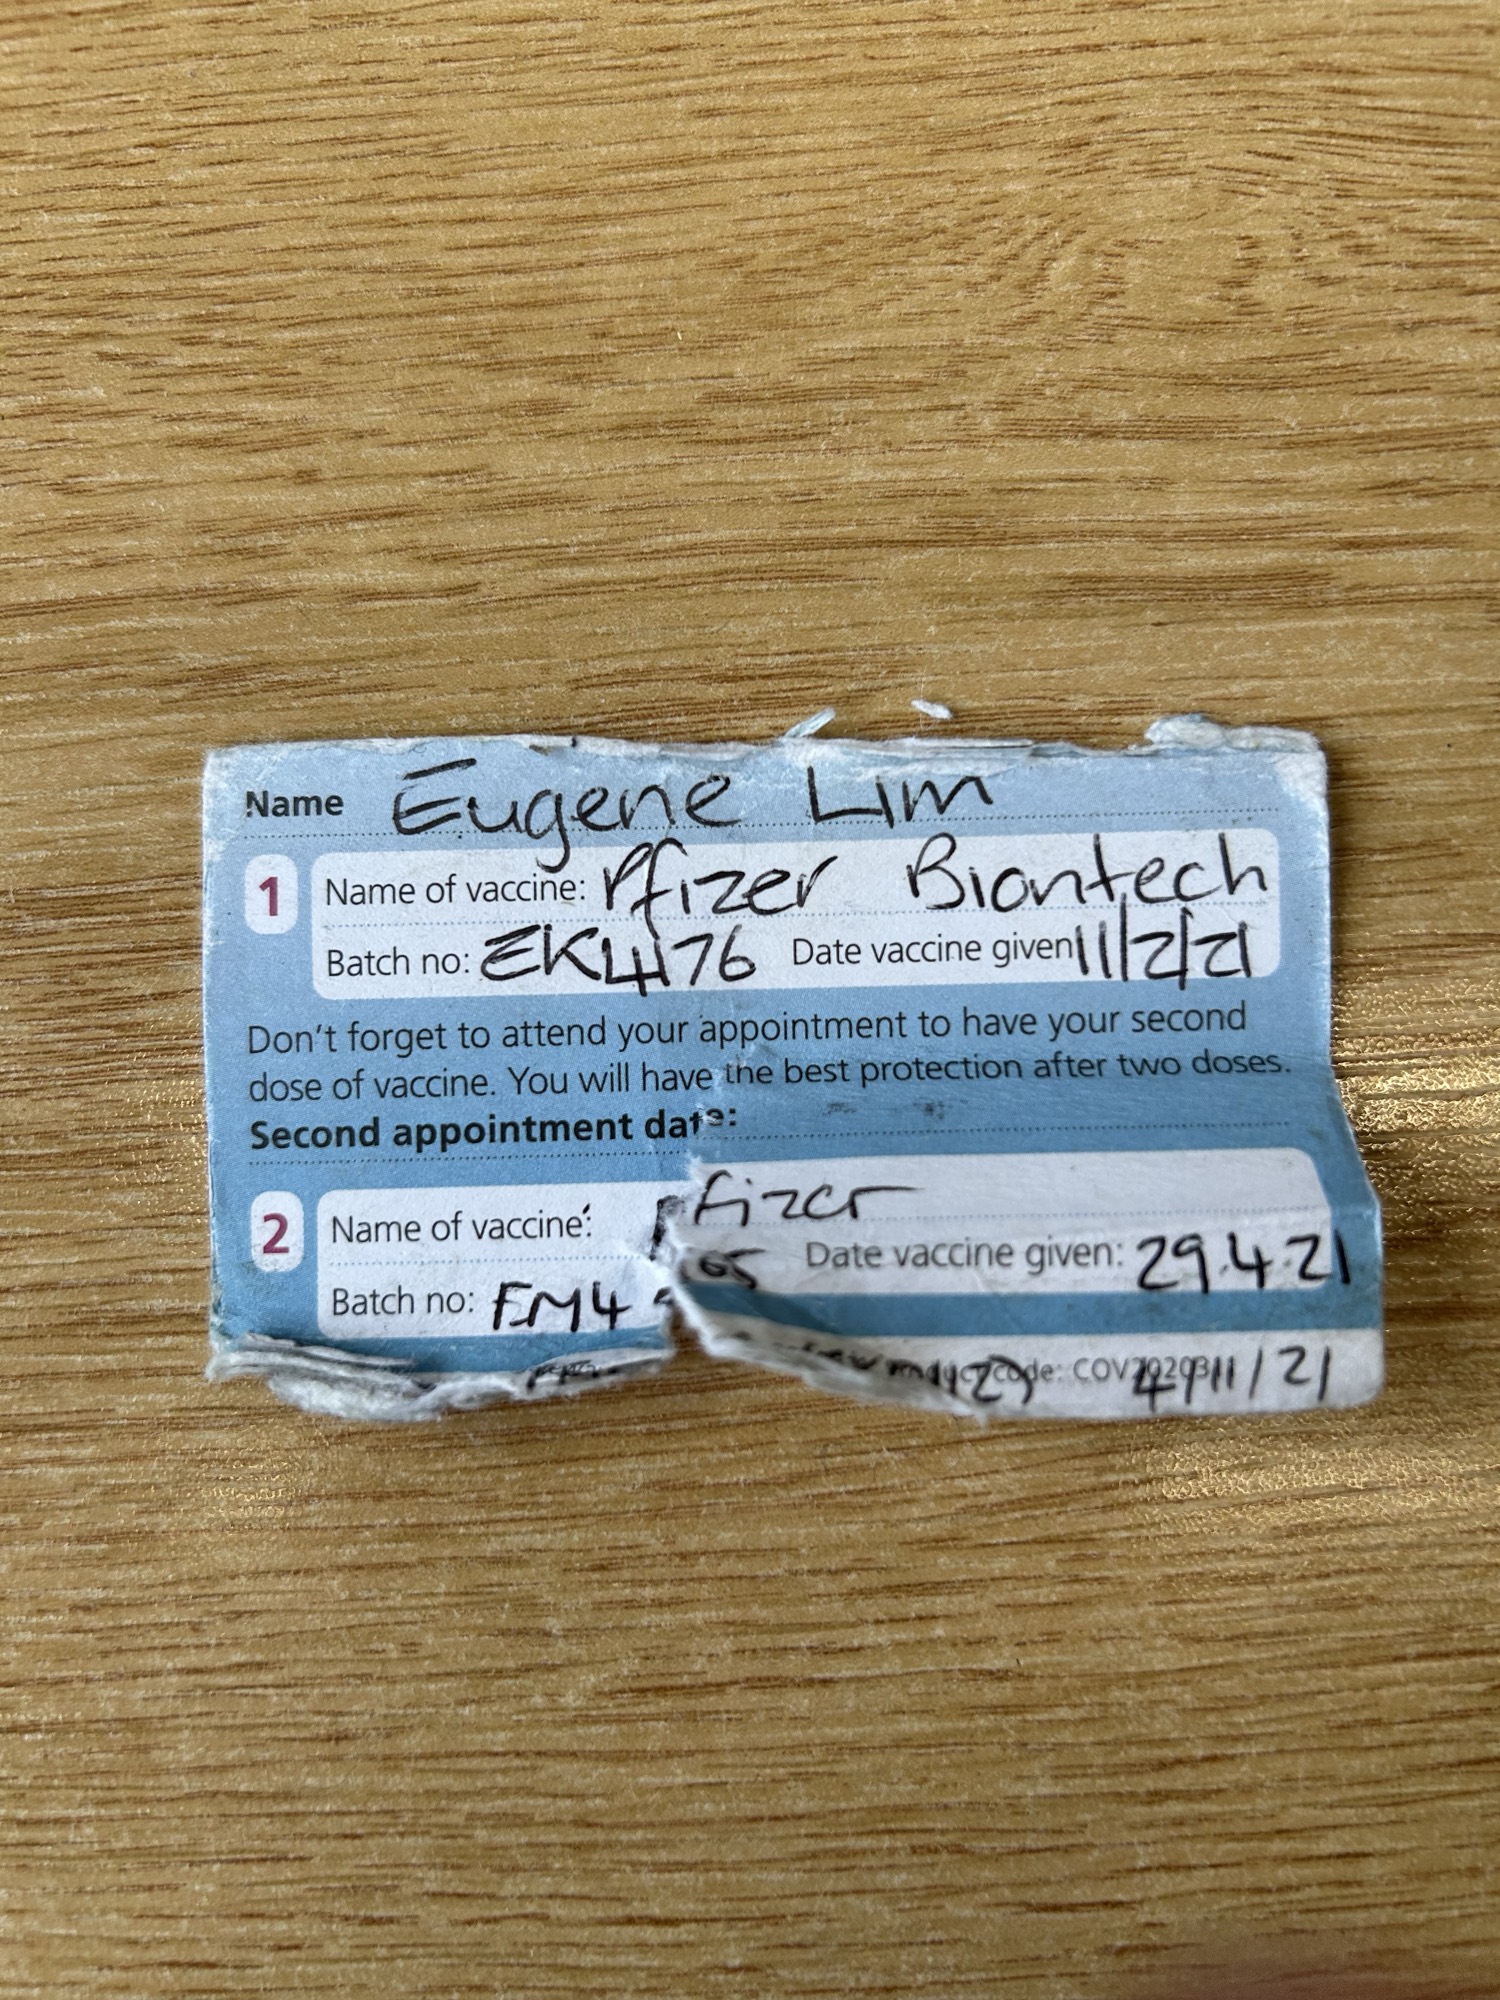 Name Eugene Lim
1 Name of vaccine: Pfizer Biontech
Batch no: EK4176 Date vaccine given 11/2/21
Don't forget to attend your appointment to have your second
dose of vaccine. You will have the best protection after two doses.
Second appointment date:
2 Name of vaccine: Pfizer
Batch no: Date vaccine given: 29.4.21
code: COV2020311 4/11/21